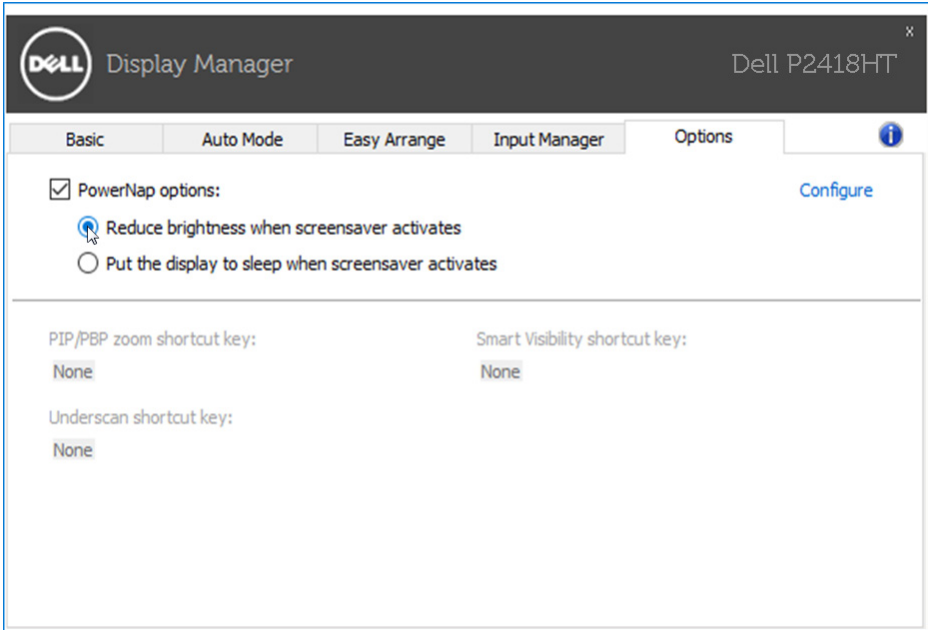 x
DELL Display Manager Dell P2418HT
Basic Auto Mode Easy Arrange Input Manager Options i
PowerNap options: Configure
Reduce brightness when screensaver activates
Put the display to sleep when screensaver activates
PIP/PBP zoom shortcut key: Smart Visibility shortcut key:
None None
Underscan shortcut key:
None